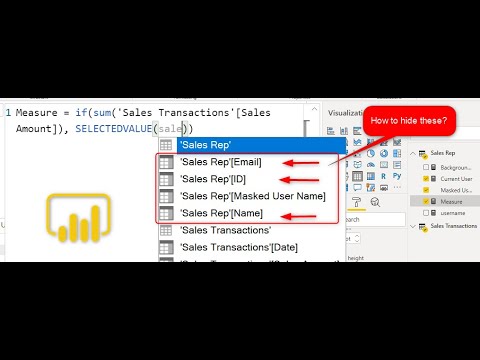 1 Measure = if(sum('Sales Transactions'[Sales
Amount]), SELECTEDVALUE(sale))
'Sales Rep'
'Sales Rep'[Email]
'Sales Rep'[ID]
'Sales Rep'[Masked User Name]
'Sales Rep'[Name]
'Sales Transactions'
'Sales Transactions'[Date]
How to hide these?
Visualizati
Sales Rep
Backgroun...
Current User
Masked Us...
Measure
username
Sales Transactions
height